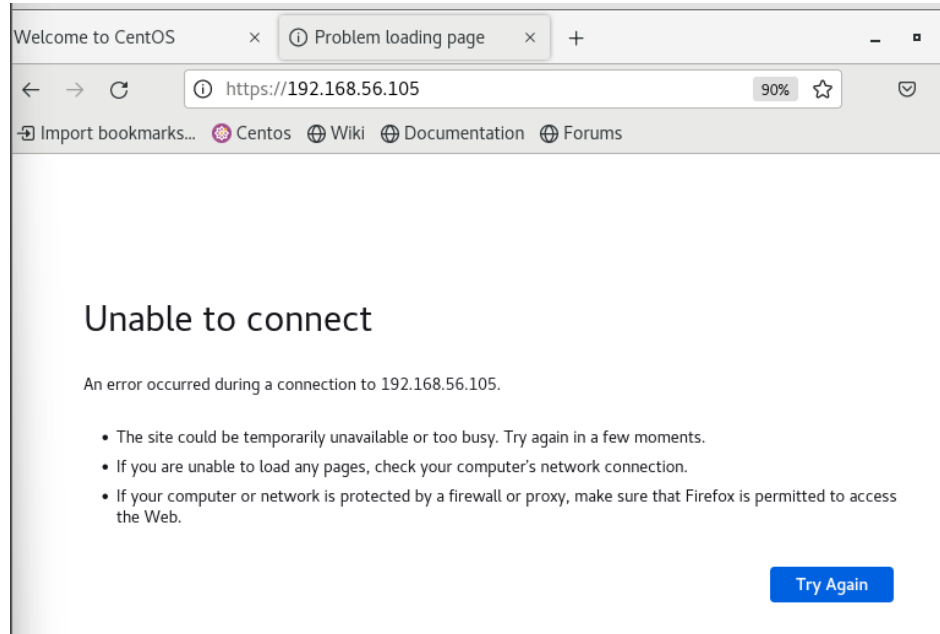 Welcome to CentOS
Problem loading page
https://192.168.56.105
90%
Import bookmarks...
Centos
Wiki
Documentation
Forums
Unable to connect
An error occurred during a connection to 192.168.56.105.
• The site could be temporarily unavailable or too busy. Try again in a few moments.
• If you are unable to load any pages, check your computer's network connection.
• If your computer or network is protected by a firewall or proxy, make sure that Firefox is permitted to access
the Web.
Try Again